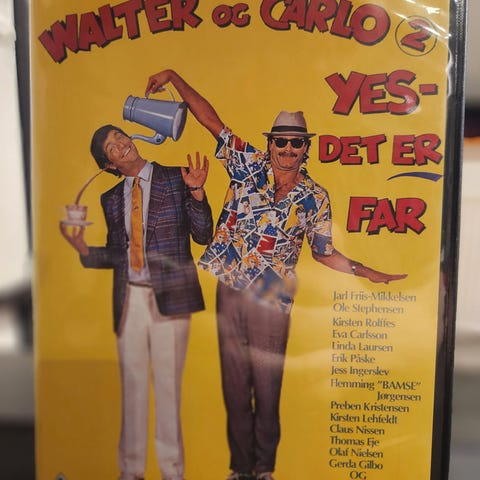 WALTER OG CARLO 2
YES-
DET ER
FAR
Jarl Friis-Mikkelsen
Ole Stephensen
Kirsten Rolffes
Eva Carlsson
Linda Laursen
Erik Påske
Jess Ingerslev
Flemming "BAMSE"
Jørgensen
Preben Kristensen
Kirsten Lehfeldt
Claus Nissen
Thomas Eje
Olaf Nielsen
Gerda Gilbo
OG